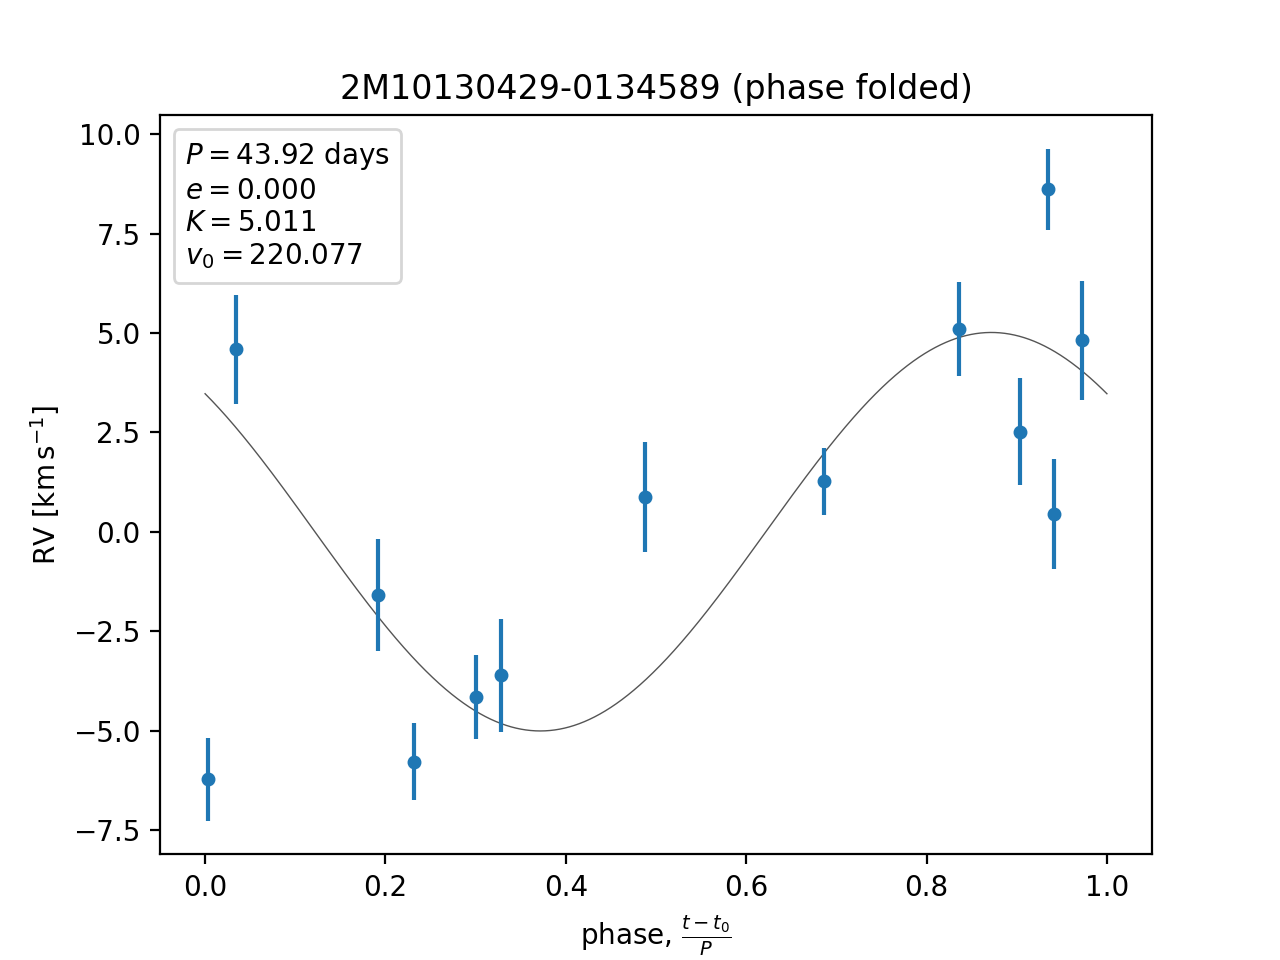 2M10130429-0134589 (phase folded)
P = 43.92 days
e = 0.000
K = 5.011
v₀ = 220.077
10.0
7.5
5.0
2.5
0.0
−2.5
−5.0
−7.5
RV [km s⁻¹]
0.0 0.2 0.4 0.6 0.8 1.0
phase, (t − t₀)/P